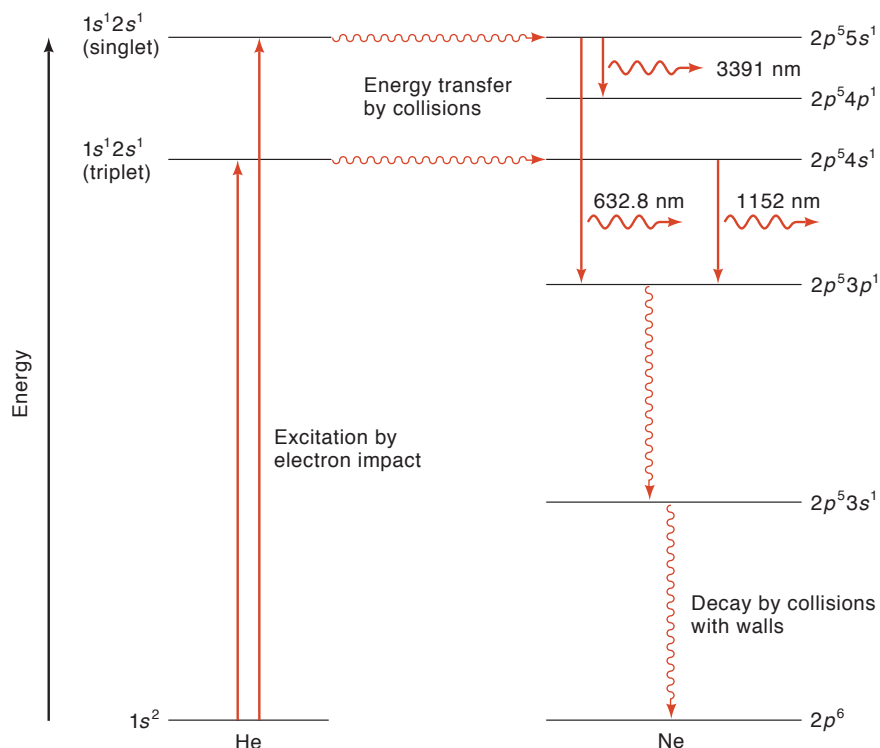 1s¹2s¹
(singlet)
2p⁵5s¹
3391 nm
Energy transfer
by collisions
2p⁵4p¹
1s¹2s¹
(triplet)
2p⁵4s¹
632.8 nm
1152 nm
2p⁵3p¹
Energy
Excitation by
electron impact
2p⁵3s¹
Decay by collisions
with walls
1s²
2p⁶
He
Ne